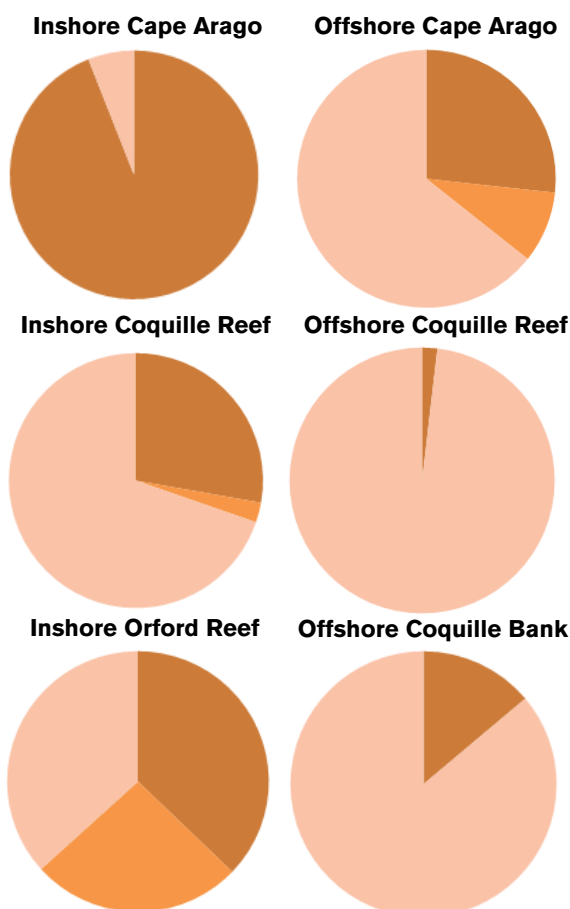 Inshore Cape Arago
Offshore Cape Arago
Inshore Coquille Reef
Offshore Coquille Reef
Inshore Orford Reef
Offshore Coquille Bank